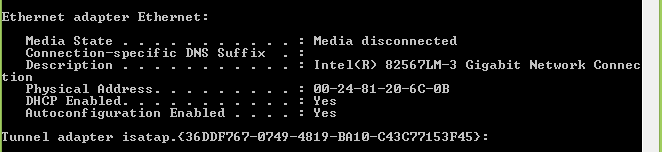 Ethernet adapter Ethernet:
Media State . . . . . . . . . . . : Media disconnected
Connection-specific DNS Suffix  . :
Description . . . . . . . . . . . : Intel(R) 82567LM-3 Gigabit Network Connec
tion
Physical Address. . . . . . . . . : 00-24-81-20-6C-0B
DHCP Enabled. . . . . . . . . . . : Yes
Autoconfiguration Enabled . . . . : Yes
Tunnel adapter isatap.{36DDF767-0749-4819-BA10-C43C77153F45}: